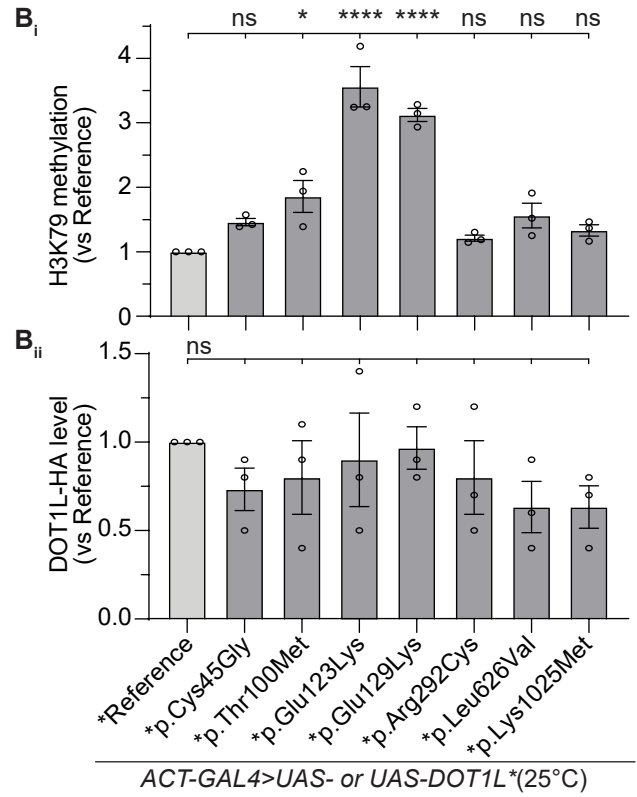 Bi
ns * **** **** ns ns ns
H3K79 methylation
(vs Reference)
4
3
2
1
0
Bii
ns
DOT1L-HA level
(vs Reference)
1.5
1.0
0.5
0.0
*Reference
*p.Cys45Gly
*p.Thr100Met
*p.Glu123Lys
*p.Glu129Lys
*p.Arg292Cys
*p.Leu626Val
*p.Lys1025Met
ACT-GAL4>UAS- or UAS-DOT1L*(25°C)